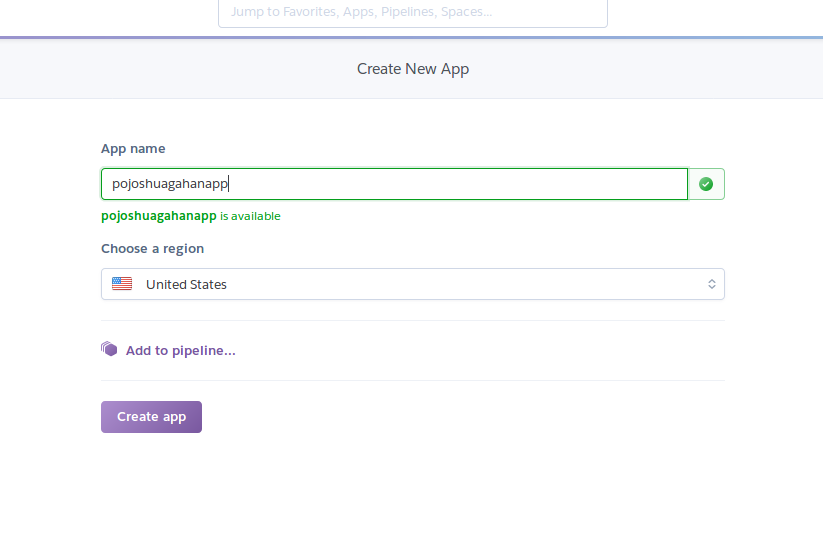 Jump to Favorites, Apps, Pipelines, Spaces...
Create New App
App name
pojoshuagahanapp
pojoshuagahanapp is available
Choose a region
United States
Add to pipeline...
Create app